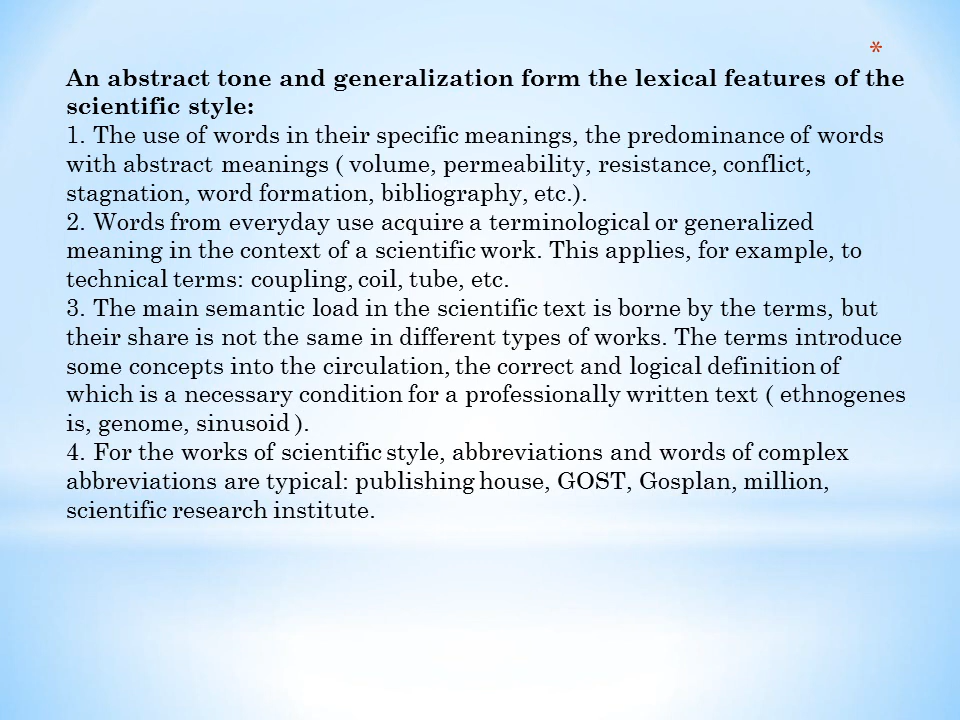 *
An abstract tone and generalization form the lexical features of the
scientific style:
1. The use of words in their specific meanings, the predominance of words
with abstract meanings ( volume, permeability, resistance, conflict,
stagnation, word formation, bibliography, etc.).
2. Words from everyday use acquire a terminological or generalized
meaning in the context of a scientific work. This applies, for example, to
technical terms: coupling, coil, tube, etc.
3. The main semantic load in the scientific text is borne by the terms, but
their share is not the same in different types of works. The terms introduce
some concepts into the circulation, the correct and logical definition of
which is a necessary condition for a professionally written text ( ethnogenes
is, genome, sinusoid ).
4. For the works of scientific style, abbreviations and words of complex
abbreviations are typical: publishing house, GOST, Gosplan, million,
scientific research institute.